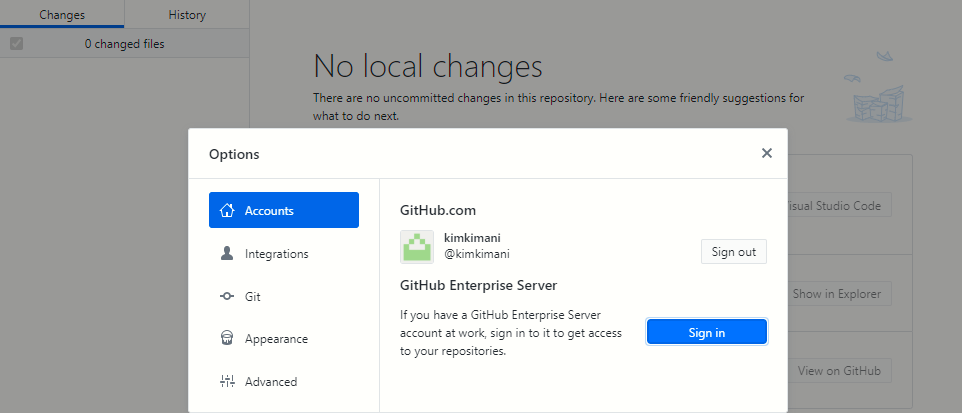 Changes
History
0 changed files
No local changes
There are no uncommitted changes in this repository. Here are some friendly suggestions for
what to do next.
Options
Accounts
Integrations
Git
Appearance
Advanced
GitHub.com
kimkimani
@kimkimani
Sign out
GitHub Enterprise Server
If you have a GitHub Enterprise Server
account at work, sign in to it to get access
to your repositories.
Sign in
Visual Studio Code
Show in Explorer
View on GitHub